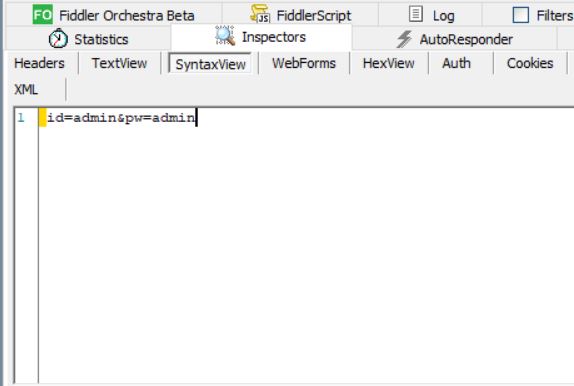 FO Fiddler Orchestra Beta JS FiddlerScript Log Filters
Statistics Inspectors AutoResponder
Headers TextView SyntaxView WebForms HexView Auth Cookies
XML
1 id=admin&pw=admin